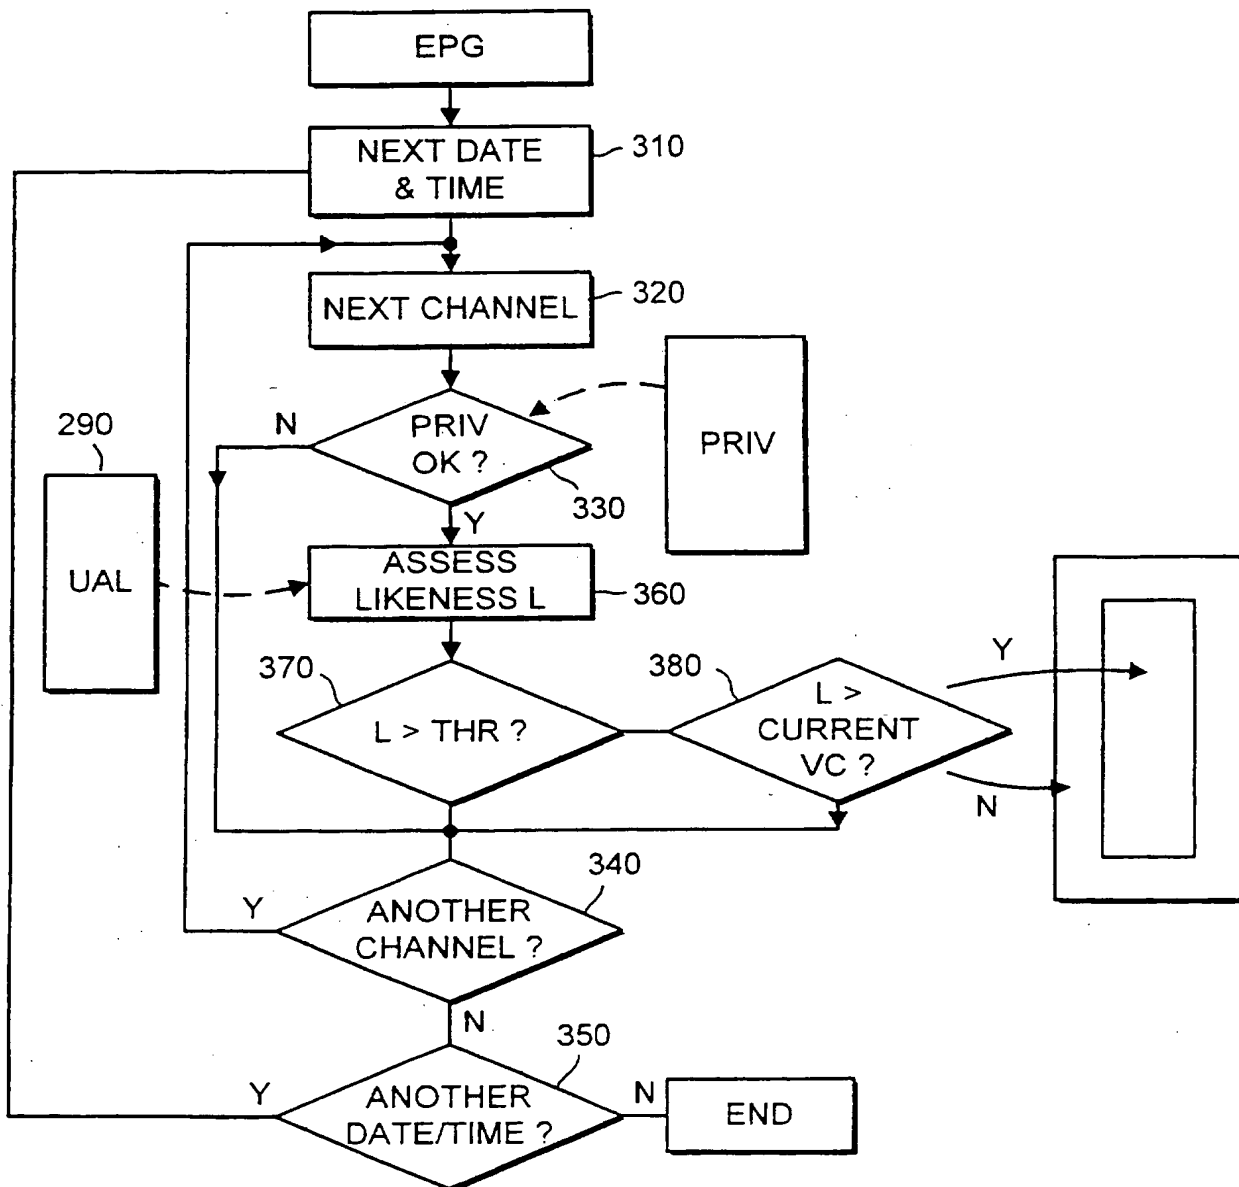 EPG
NEXT DATE
& TIME
310
NEXT CHANNEL
320
PRIV
OK ?
N
330
Y
PRIV
290
UAL
ASSESS
LIKENESS L
360
370
L > THR ?
380
L >
CURRENT
VC ?
Y
N
340
ANOTHER
CHANNEL ?
Y
N
350
ANOTHER
DATE/TIME ?
Y
N
END